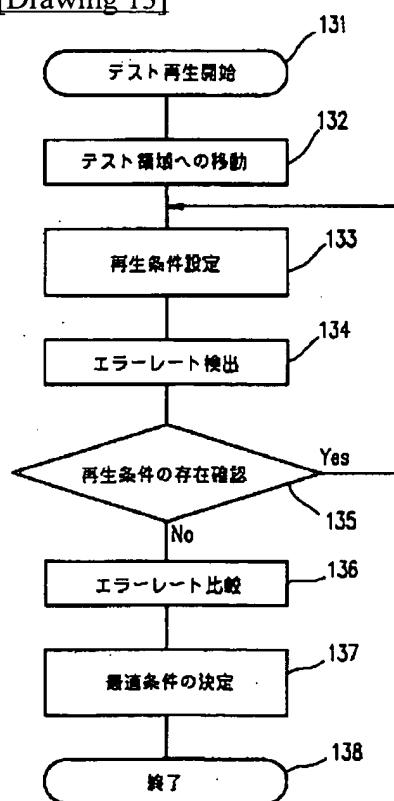 [Drawing 13]
131
テスト再生開始
132
テスト領域への移動
133
再生条件設定
134
エラーレート検出
再生条件の存在確認
Yes
135
No
136
エラーレート比較
137
最適条件の決定
138
終了